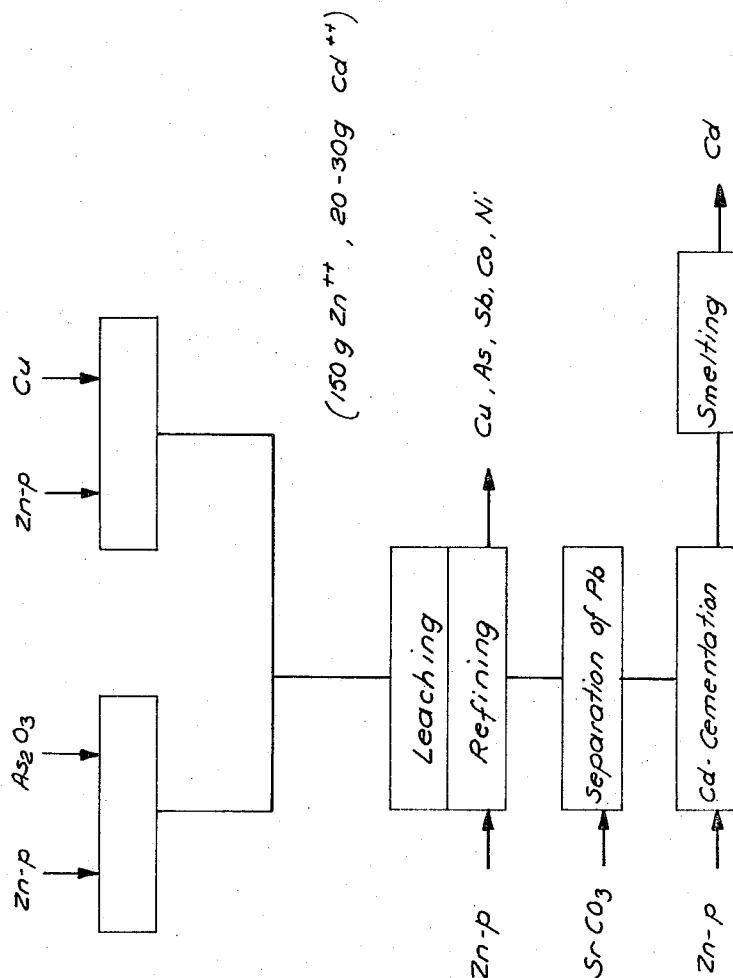 Zn-p
As₂O₃
Zn-p
Cu
(150g Zn⁺⁺, 20-30g Cd⁺⁺)
Leaching
Zn-p
Refining
Cu, As, Sb, Co, Ni
SrCO₃
Separation of Pb
Zn-p
Cd-Cementation
Smelting
Cd